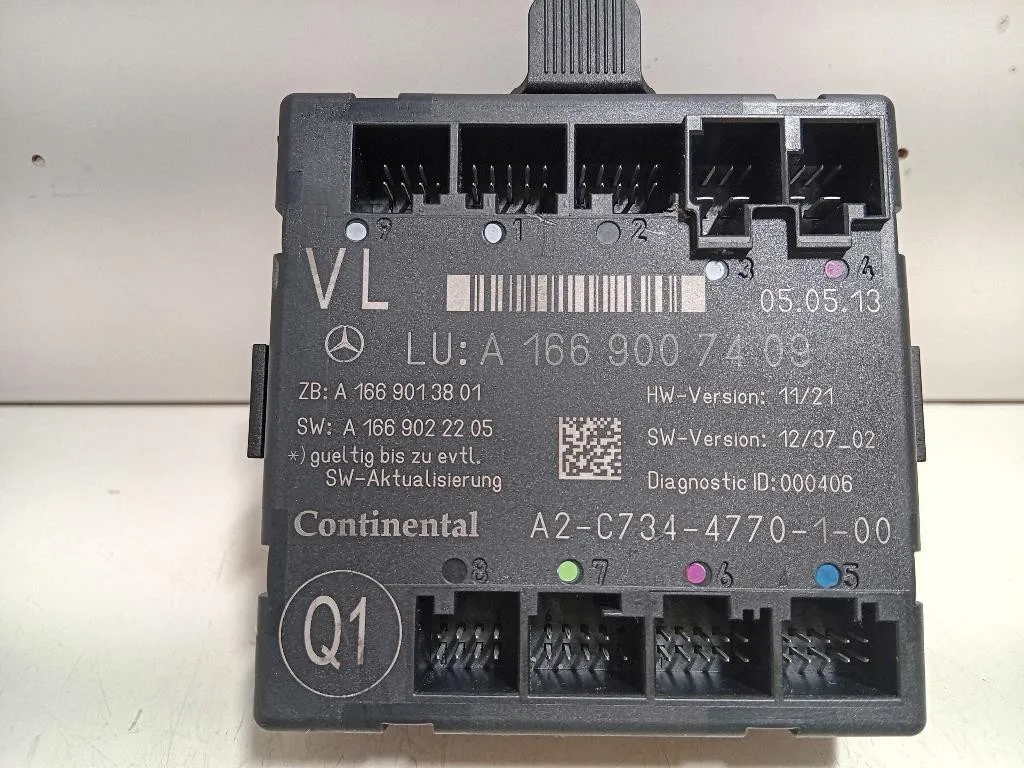 9 1 2
3 4
VL
05.05.13
LU: A 166 900 74 09
ZB: A 166 901 38 01
HW-Version: 11/21
SW: A 166 902 22 05
SW-Version: 12/37_02
*) gueltig bis zu evtl.
SW-Aktualisierung
Diagnostic ID: 000406
Continental
A2-C734-4770-1-00
8 7 6 5
Q1